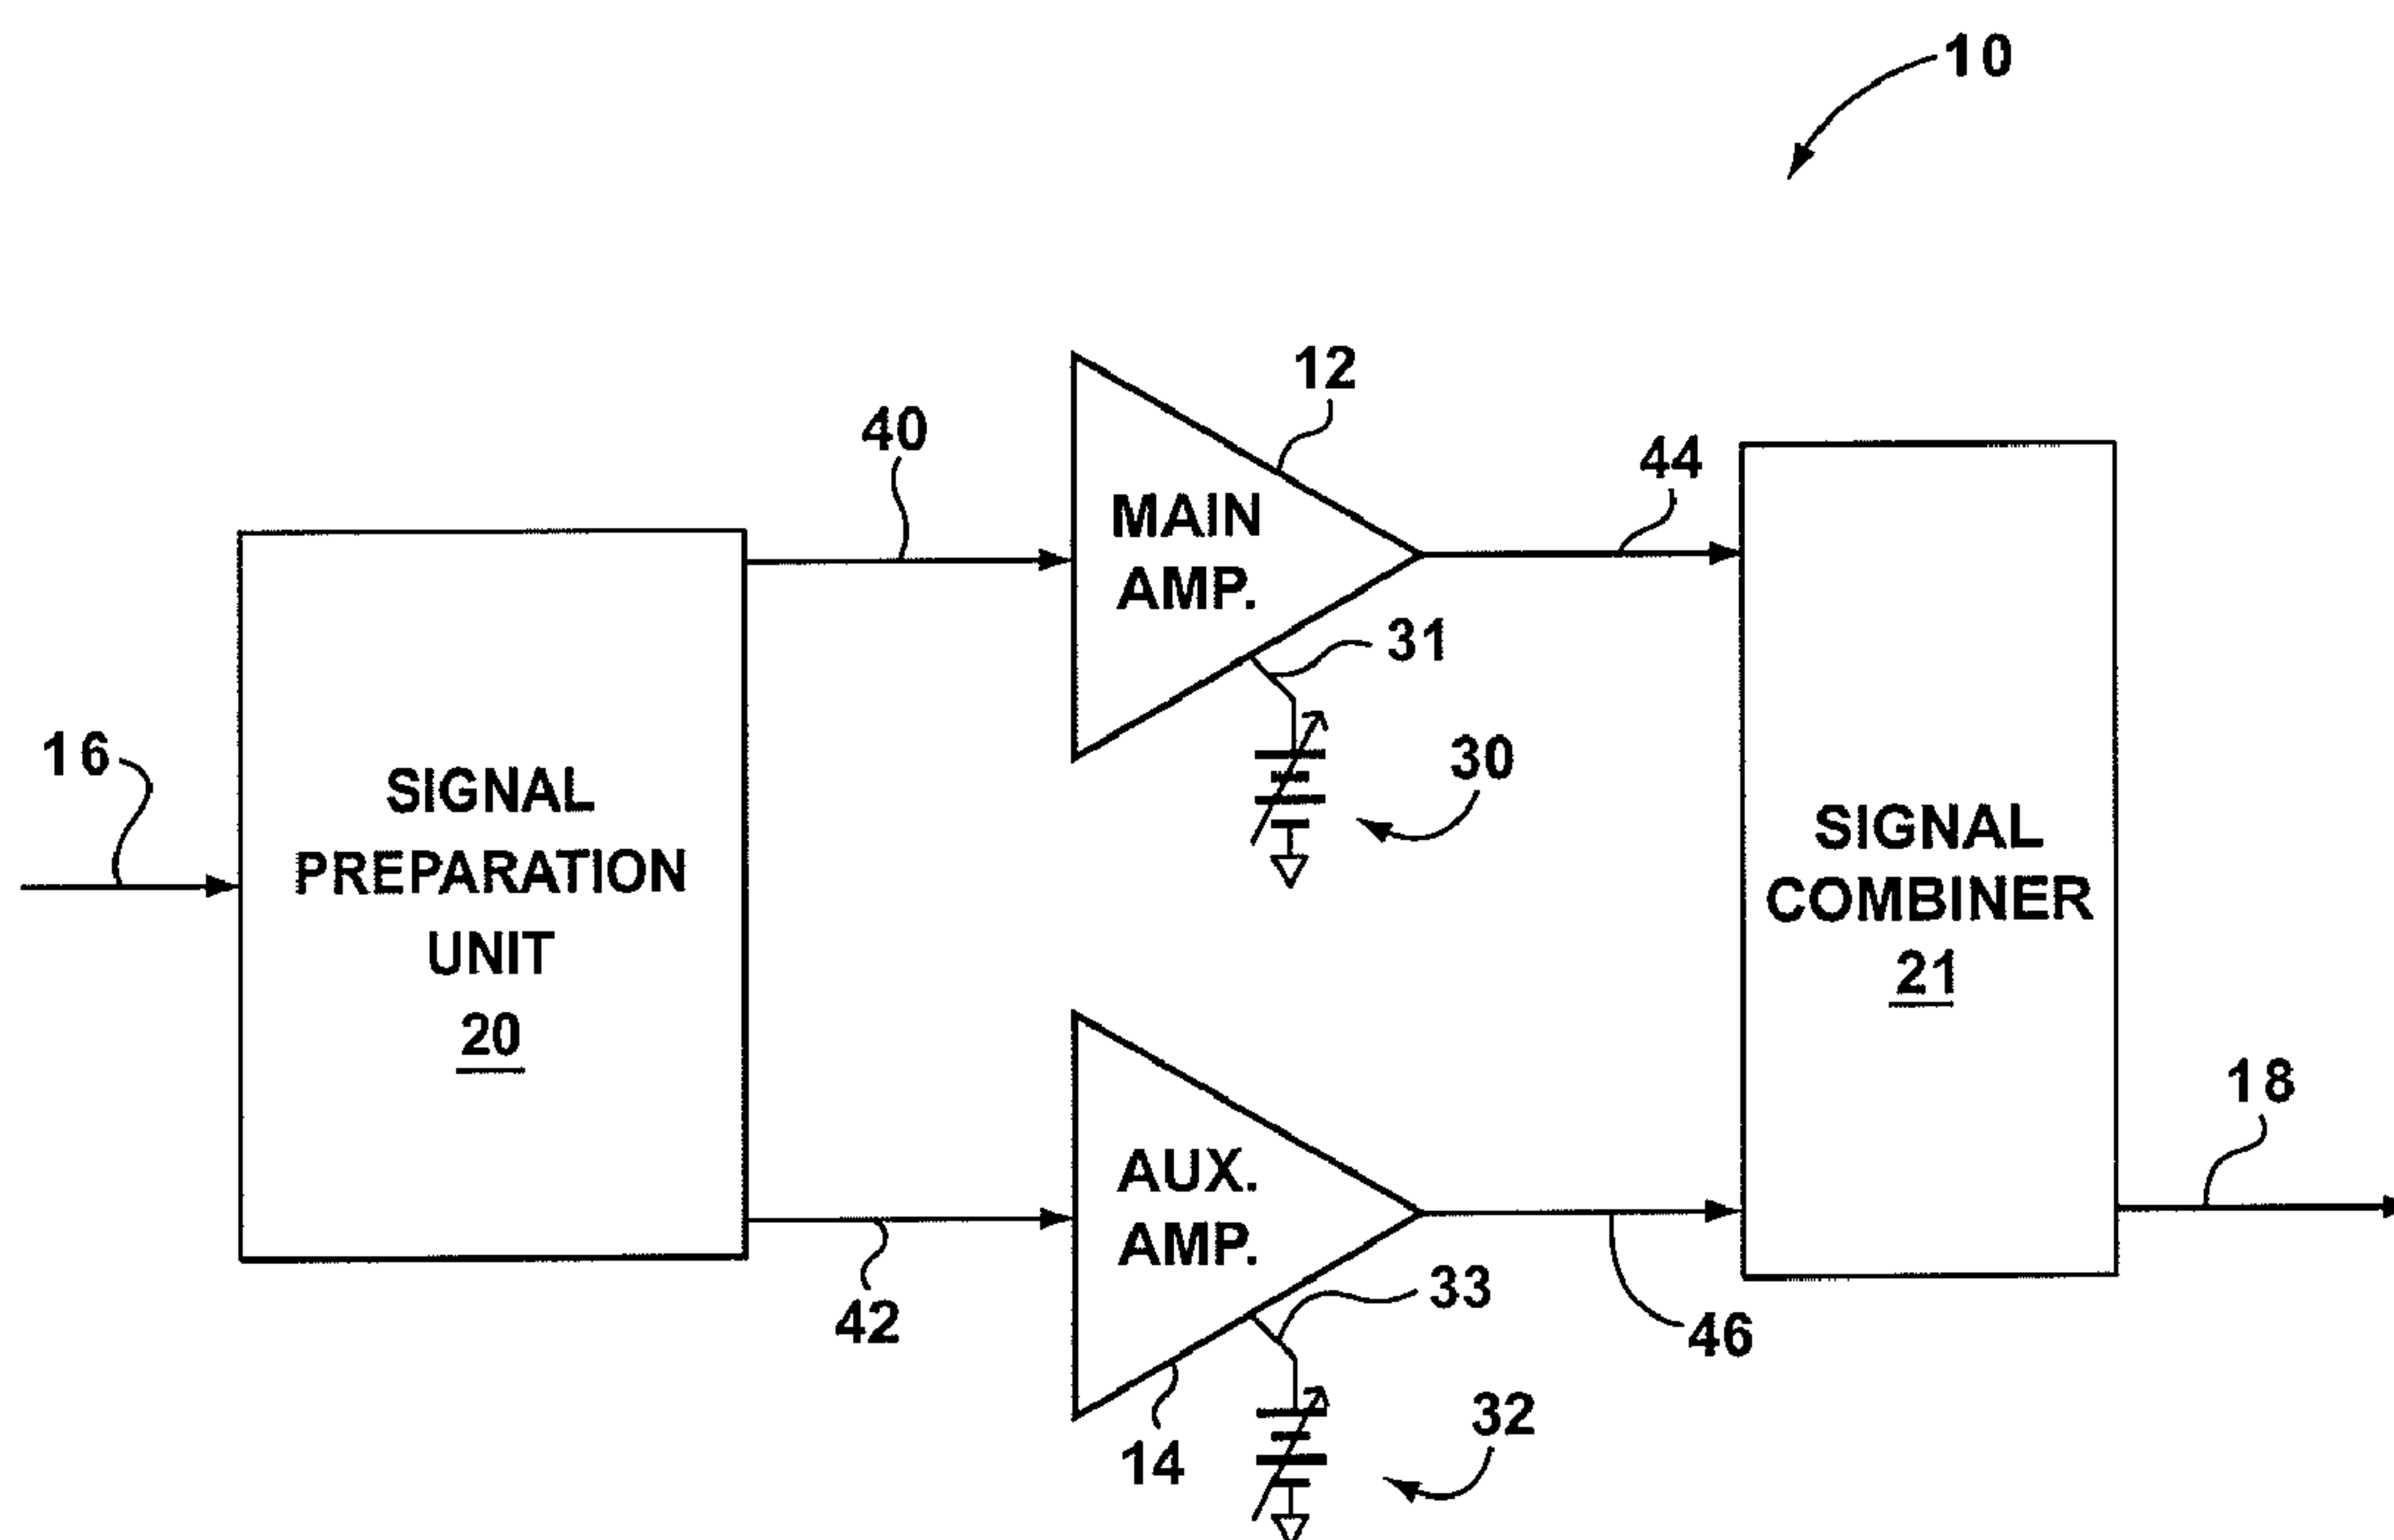 10
12
40
44
MAIN
AMP.
31
16
30
SIGNAL
PREPARATION
UNIT
20
SIGNAL
COMBINER
21
18
AUX.
AMP.
33
42
46
14
32